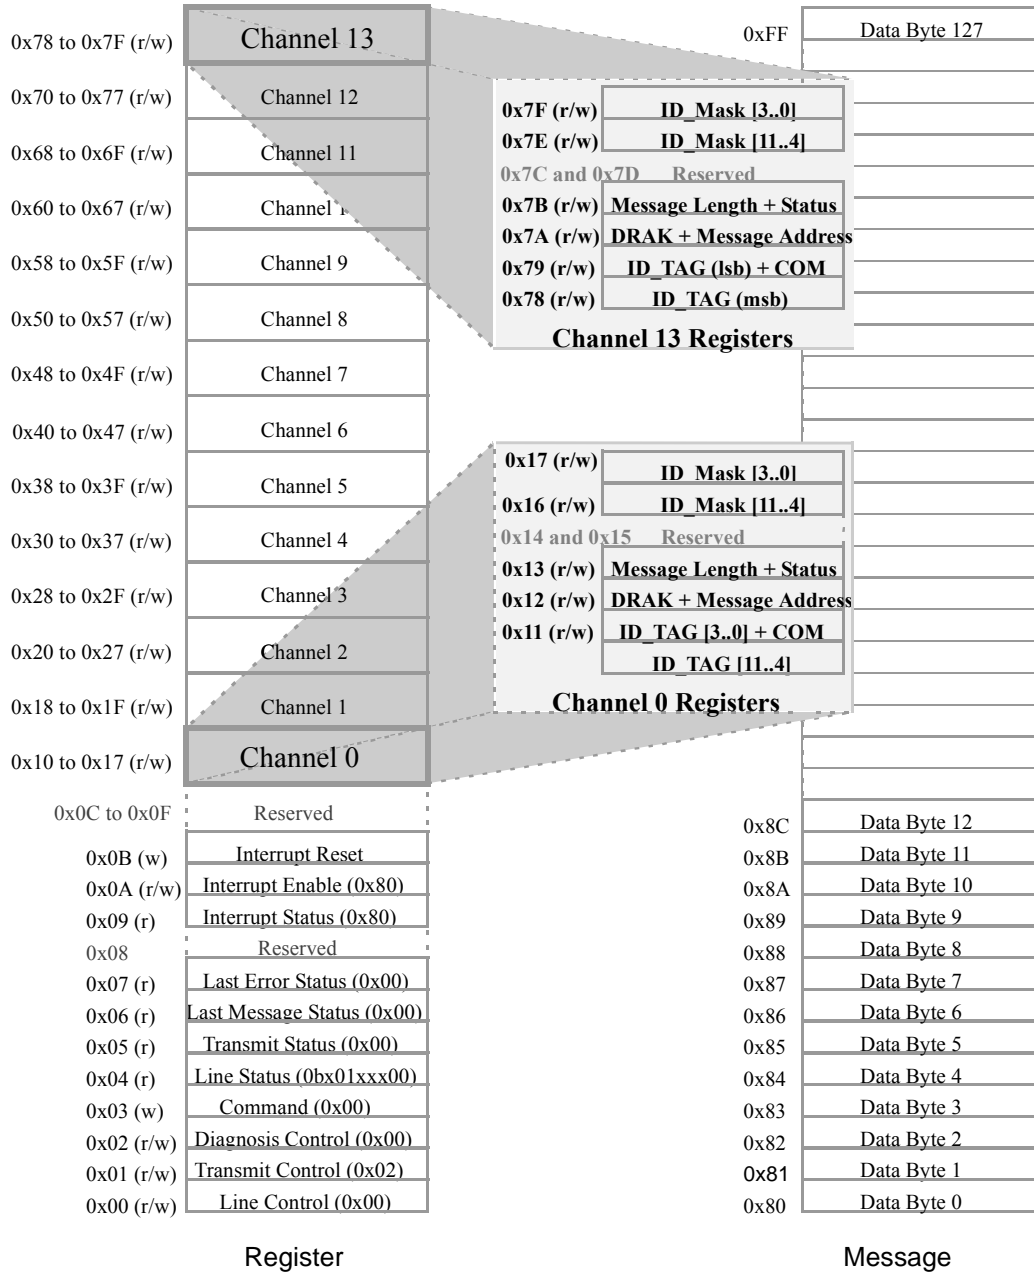 0x78 to 0x7F (r/w) Channel 13
0x70 to 0x77 (r/w) Channel 12
0x68 to 0x6F (r/w) Channel 11
0x60 to 0x67 (r/w) Channel 1
0x58 to 0x5F (r/w) Channel 9
0x50 to 0x57 (r/w) Channel 8
0x48 to 0x4F (r/w) Channel 7
0x40 to 0x47 (r/w) Channel 6
0x38 to 0x3F (r/w) Channel 5
0x30 to 0x37 (r/w) Channel 4
0x28 to 0x2F (r/w) Channel 3
0x20 to 0x27 (r/w) Channel 2
0x18 to 0x1F (r/w) Channel 1
0x10 to 0x17 (r/w) Channel 0
0x0C to 0x0F Reserved
0x0B (w) Interrupt Reset
0x0A (r/w) Interrupt Enable (0x80)
0x09 (r) Interrupt Status (0x80)
0x08 Reserved
0x07 (r) Last Error Status (0x00)
0x06 (r) Last Message Status (0x00)
0x05 (r) Transmit Status (0x00)
0x04 (r) Line Status (0bx01xxx00)
0x03 (w) Command (0x00)
0x02 (r/w) Diagnosis Control (0x00)
0x01 (r/w) Transmit Control (0x02)
0x00 (r/w) Line Control (0x00)
Register
0x7F (r/w) ID_Mask [3..0]
0x7E (r/w) ID_Mask [11..4]
0x7C and 0x7D Reserved
0x7B (r/w) Message Length + Status
0x7A (r/w) DRAK + Message Address
0x79 (r/w) ID_TAG (lsb) + COM
0x78 (r/w) ID_TAG (msb)
Channel 13 Registers
0x17 (r/w) ID_Mask [3..0]
0x16 (r/w) ID_Mask [11..4]
0x14 and 0x15 Reserved
0x13 (r/w) Message Length + Status
0x12 (r/w) DRAK + Message Address
0x11 (r/w) ID_TAG [3..0] + COM
ID_TAG [11..4]
Channel 0 Registers
0xFF Data Byte 127
0x8C Data Byte 12
0x8B Data Byte 11
0x8A Data Byte 10
0x89 Data Byte 9
0x88 Data Byte 8
0x87 Data Byte 7
0x86 Data Byte 6
0x85 Data Byte 5
0x84 Data Byte 4
0x83 Data Byte 3
0x82 Data Byte 2
0x81 Data Byte 1
0x80 Data Byte 0
Message